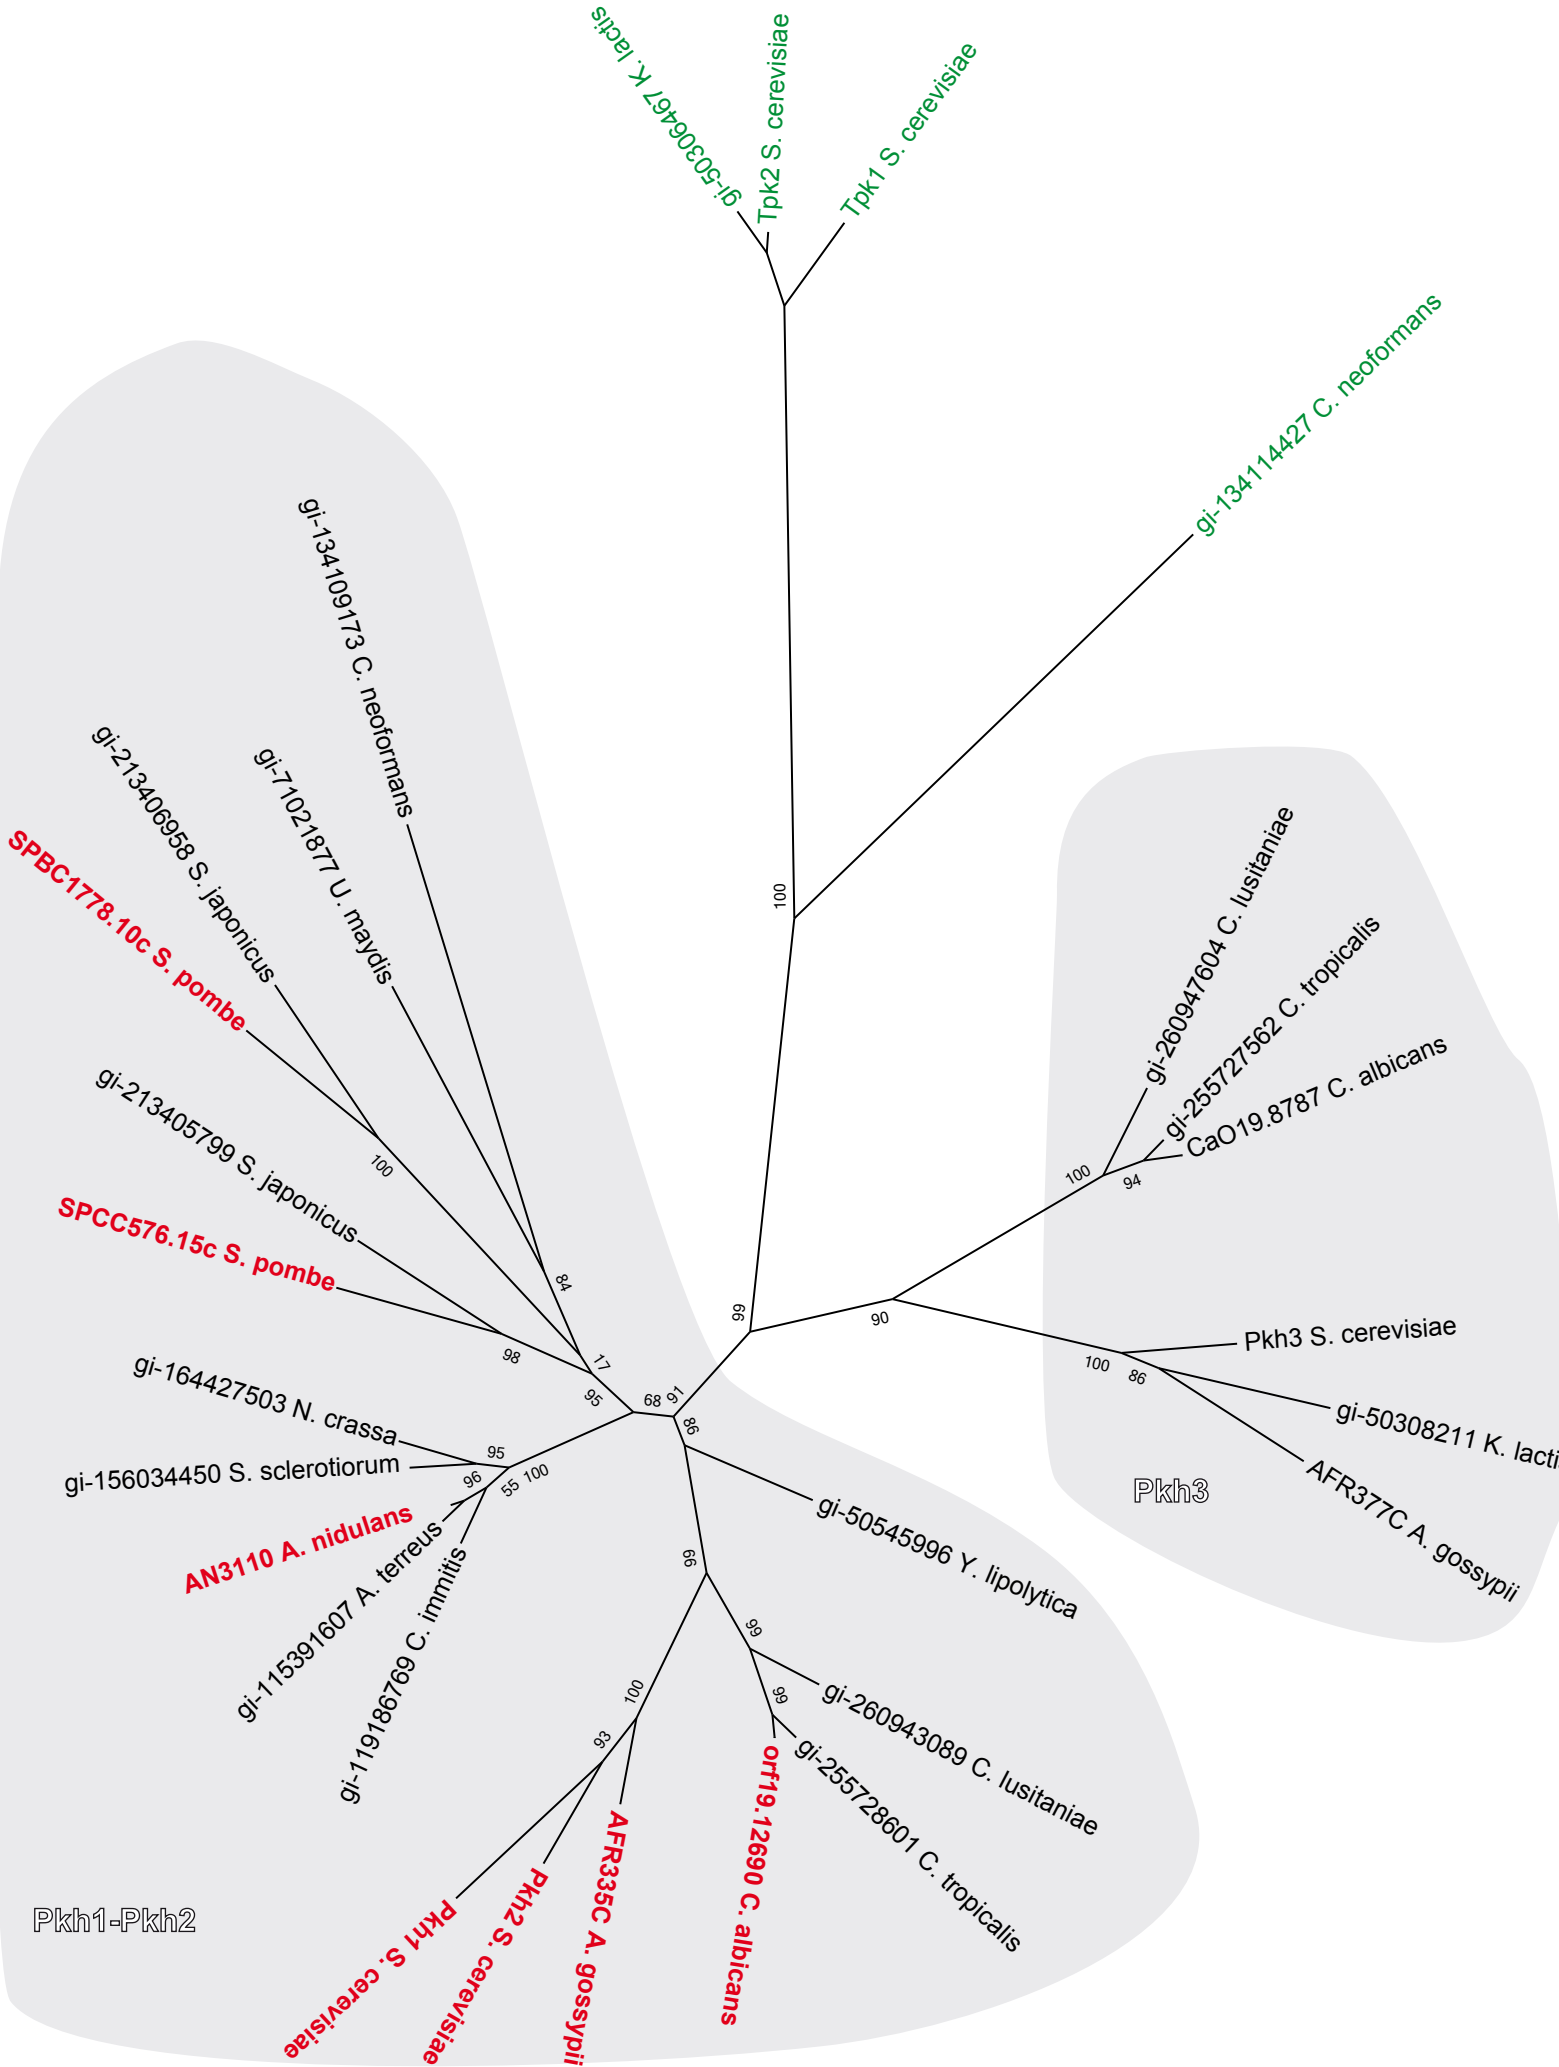 gi-50306467 K. lactis
Tpk2 S. cerevisiae
Tpk1 S. cerevisiae
gi-134114427 C. neoformans
100
gi-134109173 C. neoformans
gi-71021877 U. maydis
gi-213406958 S. japonicus
SPBC1778.10c S. pombe
gi-213405799 S. japonicus
SPCC576.15c S. pombe
100
84
98
17
95
68
91
99
90
gi-260947604 C. lusitaniae
gi-255727562 C. tropicalis
CaO19.8787 C. albicans
100
94
Pkh3 S. cerevisiae
gi-50308211 K. lacti
AFR377C A. gossypii
100
86
Pkh3
gi-164427503 N. crassa
gi-156034450 S. sclerotiorum
AN3110 A. nidulans
gi-115391607 A. terreus
gi-119186769 C. immitis
95
96
55
100
86
gi-50545996 Y. lipolytica
66
99
gi-260943089 C. lusitaniae
99
gi-255728601 C. tropicalis
orf19.12690 C. albicans
100
93
AFR335C A. gossypii
Pkh2 S. cerevisiae
Pkh1 S. cerevisiae
Pkh1-Pkh2